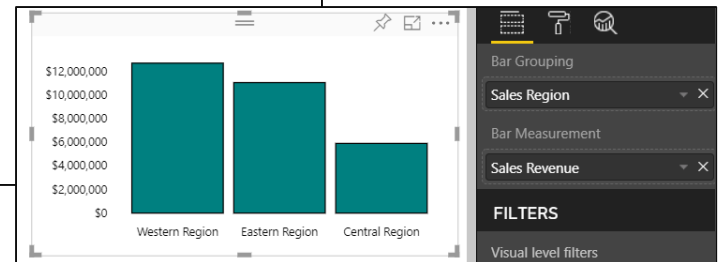 $12,000,000
$10,000,000
$8,000,000
$6,000,000
$4,000,000
$2,000,000
$0
Western Region Eastern Region Central Region
Bar Grouping
Sales Region
Bar Measurement
Sales Revenue
FILTERS
Visual level filters